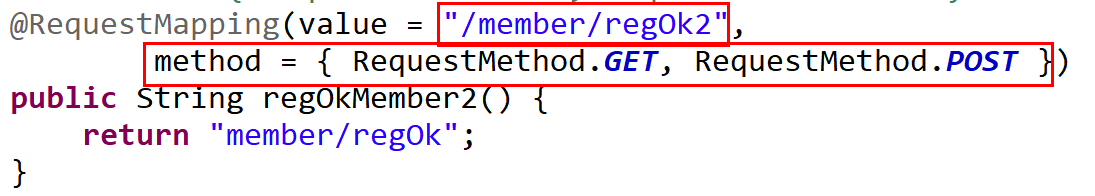 @RequestMapping(value = "/member/regOk2",
method = { RequestMethod.GET, RequestMethod.POST })
public String regOkMember2() {
return "member/regOk";
}